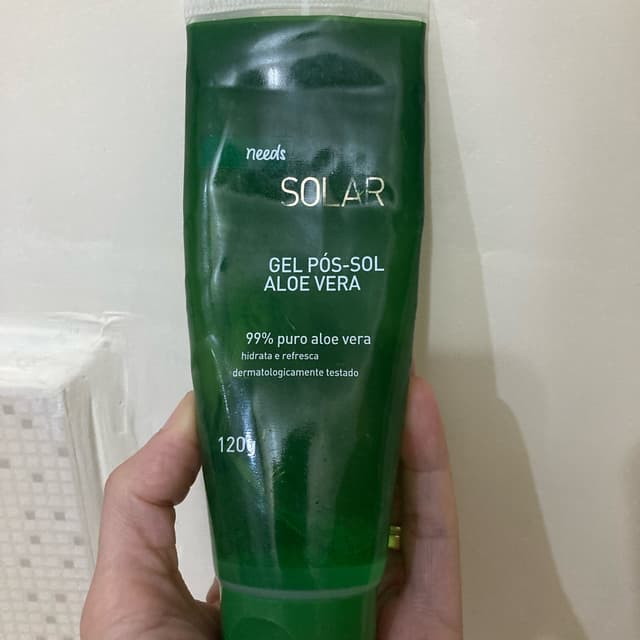 needs
SOLAR
GEL PÓS-SOL
ALOE VERA
99% puro aloe vera
hidrata e refresca
dermatologicamente testado
120g